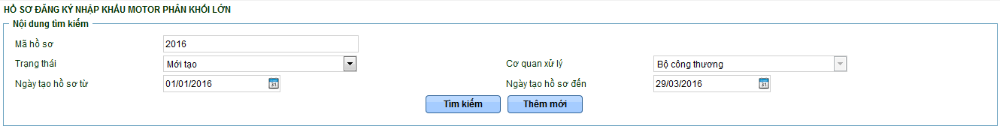 HỒ SƠ ĐĂNG KÝ NHẬP KHẨU MOTOR PHÂN KHỐI LỚN
Nội dung tìm kiếm
Mã hồ sơ 2016
Trạng thái Mới tạo Cơ quan xử lý Bộ công thương
Ngày tạo hồ sơ từ 01/01/2016 31 Ngày tạo hồ sơ đến 29/03/2016 31
Tìm kiếm Thêm mới